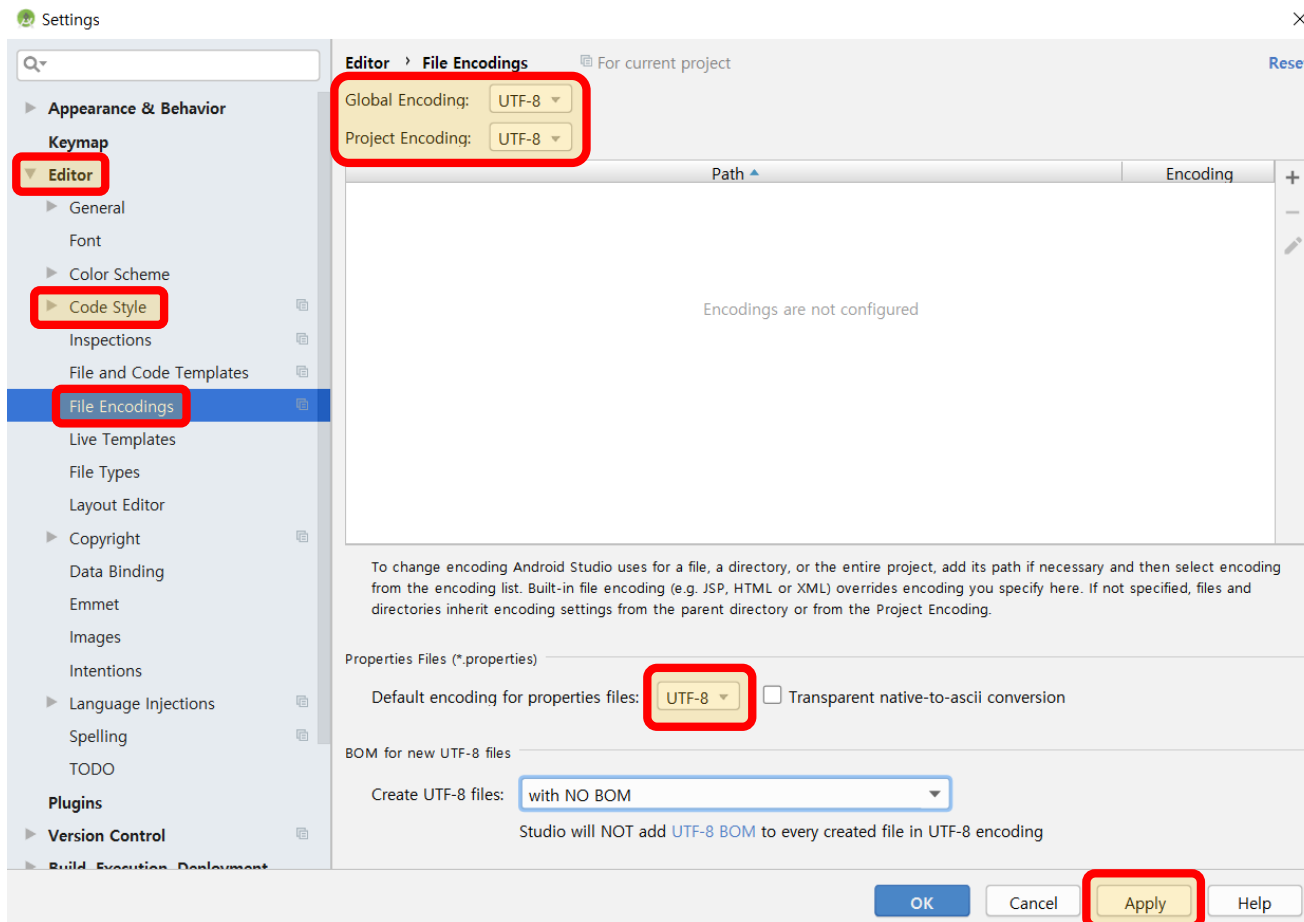 Settings
Appearance & Behavior
Keymap
Editor
General
Font
Color Scheme
Code Style
Inspections
File and Code Templates
File Encodings
Live Templates
File Types
Layout Editor
Copyright
Data Binding
Emmet
Images
Intentions
Language Injections
Spelling
TODO
Plugins
Version Control
Build, Execution, Deployment
Editor › File Encodings For current project Reset
Global Encoding: UTF-8
Project Encoding: UTF-8
Path Encoding
Encodings are not configured
To change encoding Android Studio uses for a file, a directory, or the entire project, add its path if necessary and then select encoding
from the encoding list. Built-in file encoding (e.g. JSP, HTML or XML) overrides encoding you specify here. If not specified, files and
directories inherit encoding settings from the parent directory or from the Project Encoding.
Properties Files (*.properties)
Default encoding for properties files: UTF-8 Transparent native-to-ascii conversion
BOM for new UTF-8 files
Create UTF-8 files: with NO BOM
Studio will NOT add UTF-8 BOM to every created file in UTF-8 encoding
OK Cancel Apply Help